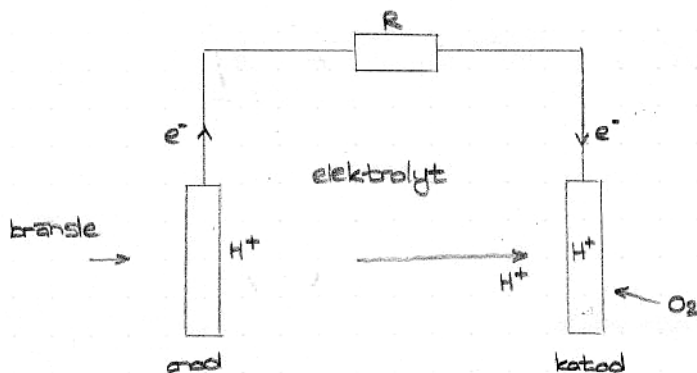 R
e⁻
e⁻
elektrolyt
bränsle
H⁺
H⁺
H⁺
O₂
anod
katod